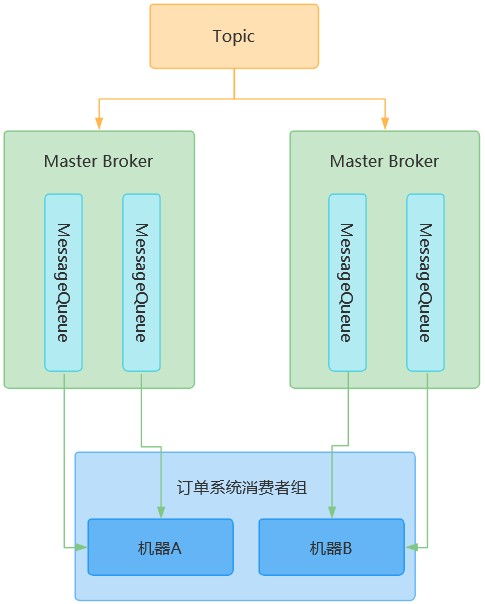 Topic
Master Broker
Master Broker
MessageQueue
MessageQueue
MessageQueue
MessageQueue
订单系统消费者组
机器A
机器B